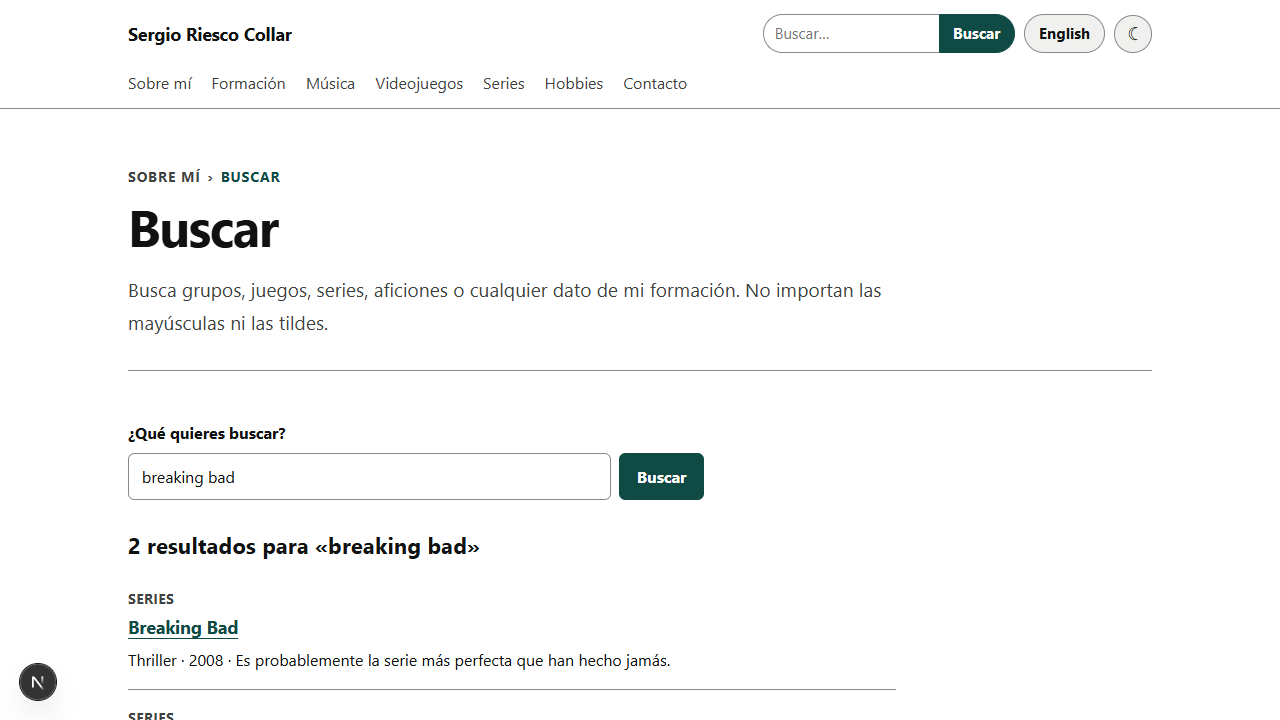 Sergio Riesco Collar
Buscar...
Buscar
English
Sobre mí
Formación
Música
Videojuegos
Series
Hobbies
Contacto
SOBRE MÍ › BUSCAR
Buscar
Busca grupos, juegos, series, aficiones o cualquier dato de mi formación. No importan las
mayúsculas ni las tildes.
¿Qué quieres buscar?
breaking bad
Buscar
2 resultados para «breaking bad»
SERIES
Breaking Bad
Thriller · 2008 · Es probablemente la serie más perfecta que han hecho jamás.
SERIES
N